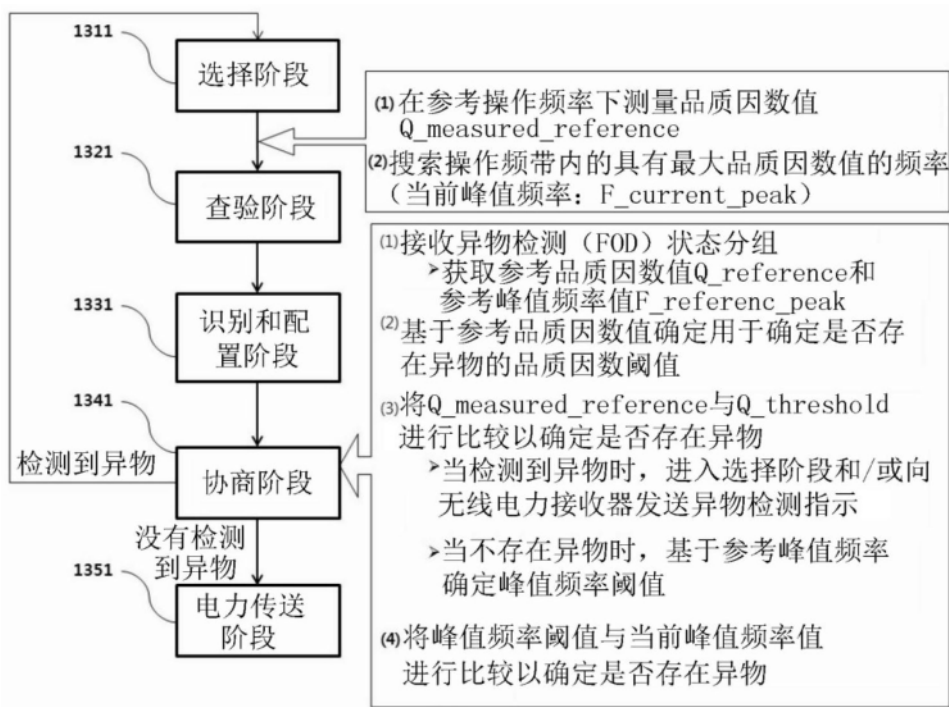 1311
选择阶段
(1) 在参考操作频率下测量品质因数值
Q_measured_reference
(2) 搜索操作频带内的具有最大品质因数值的频率
（当前峰值频率：F_current_peak）
1321
查验阶段
(1)接收异物检测（FOD）状态分组
➢获取参考品质因数值Q_reference和
参考峰值频率值F_referenc_peak
(2)基于参考品质因数值确定用于确定是否存
在异物的品质因数阈值
(3)将Q_measured_reference与Q_threshold
进行比较以确定是否存在异物
➢当检测到异物时，进入选择阶段和/或向
无线电力接收器发送异物检测指示
➢当不存在异物时，基于参考峰值频率
确定峰值频率阈值
(4)将峰值频率阈值与当前峰值频率值
进行比较以确定是否存在异物
1331
识别和配
置阶段
1341
检测到异物
协商阶段
没有检测
到异物
1351
电力传送
阶段